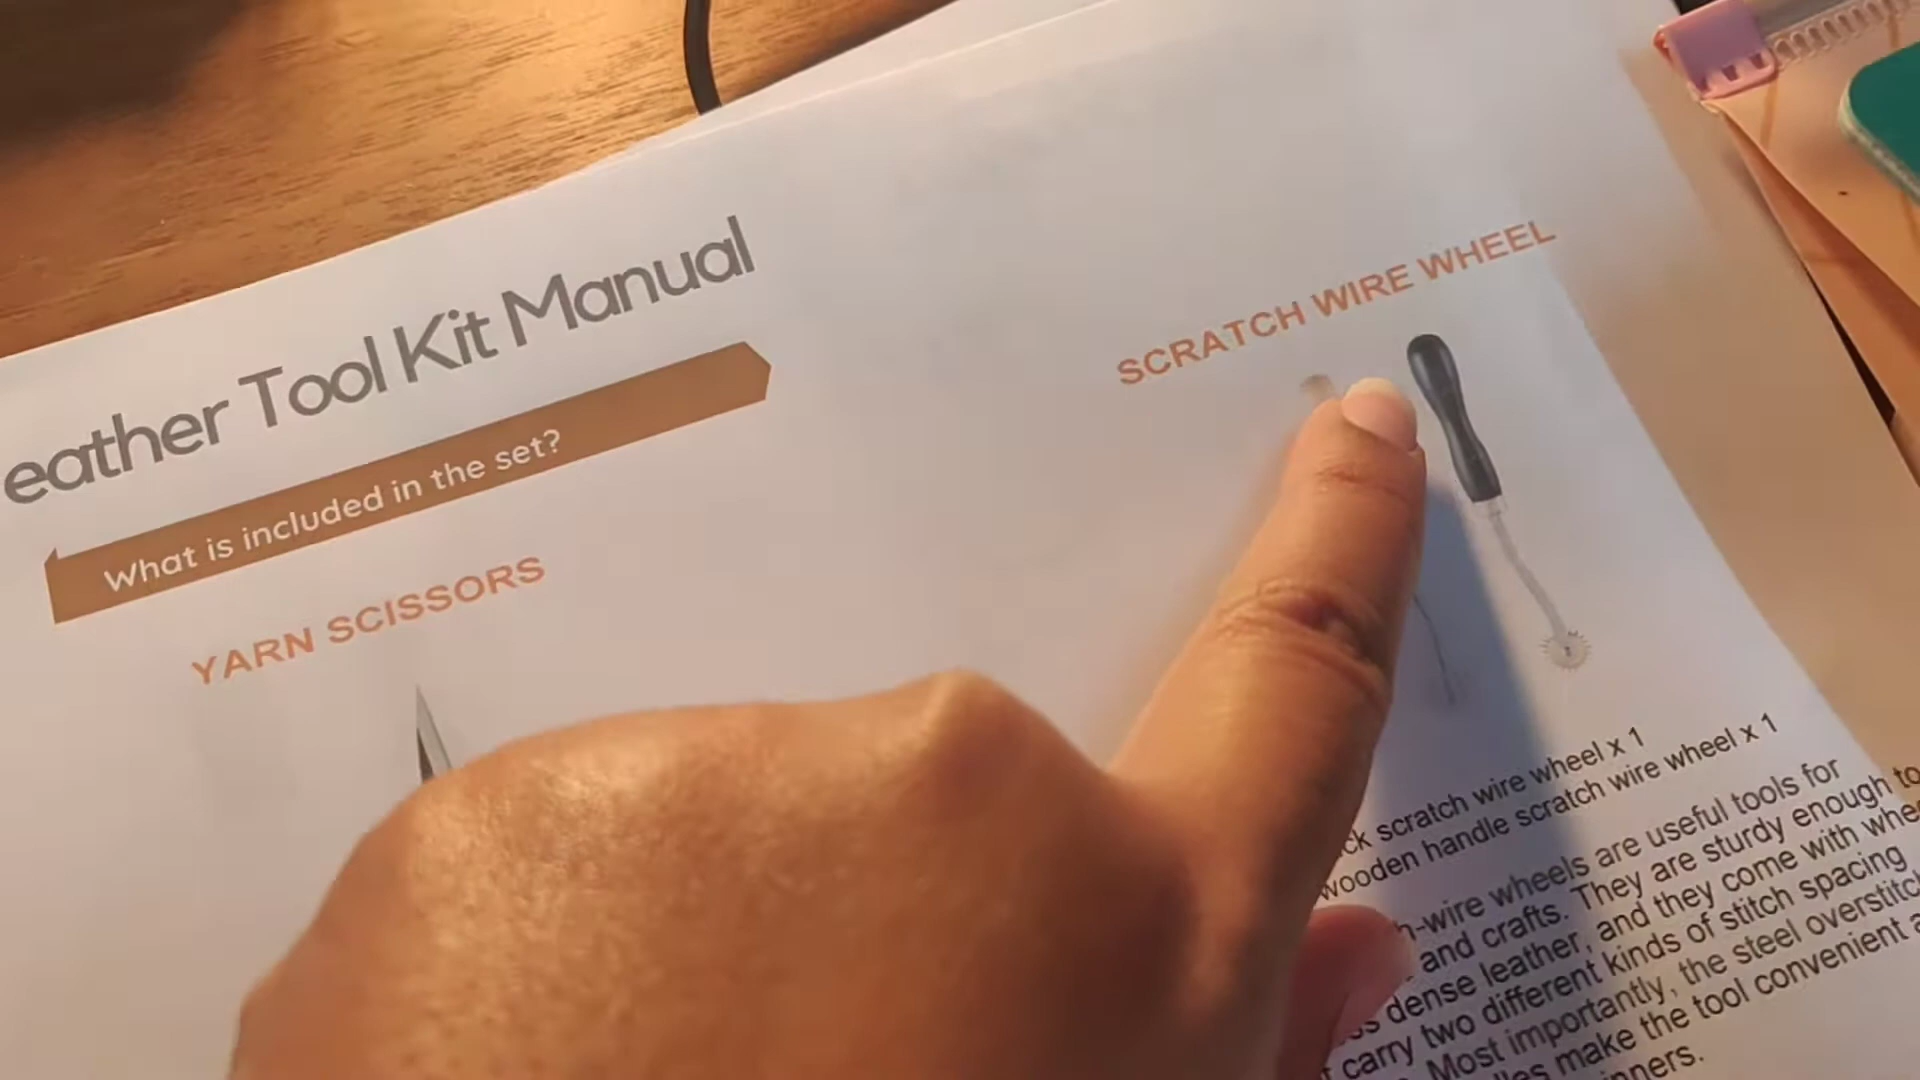 eather Tool Kit Manual
What is included in the set?
YARN SCISSORS
SCRATCH WIRE WHEEL
ck scratch wire wheel x 1
wooden handle scratch wire wheel x 1
h-wire wheels are useful tools for
and crafts. They are sturdy enough to
dense leather, and they come with
carry two different kinds of stitch spacing
Most importantly, the steel
make the tool convenient